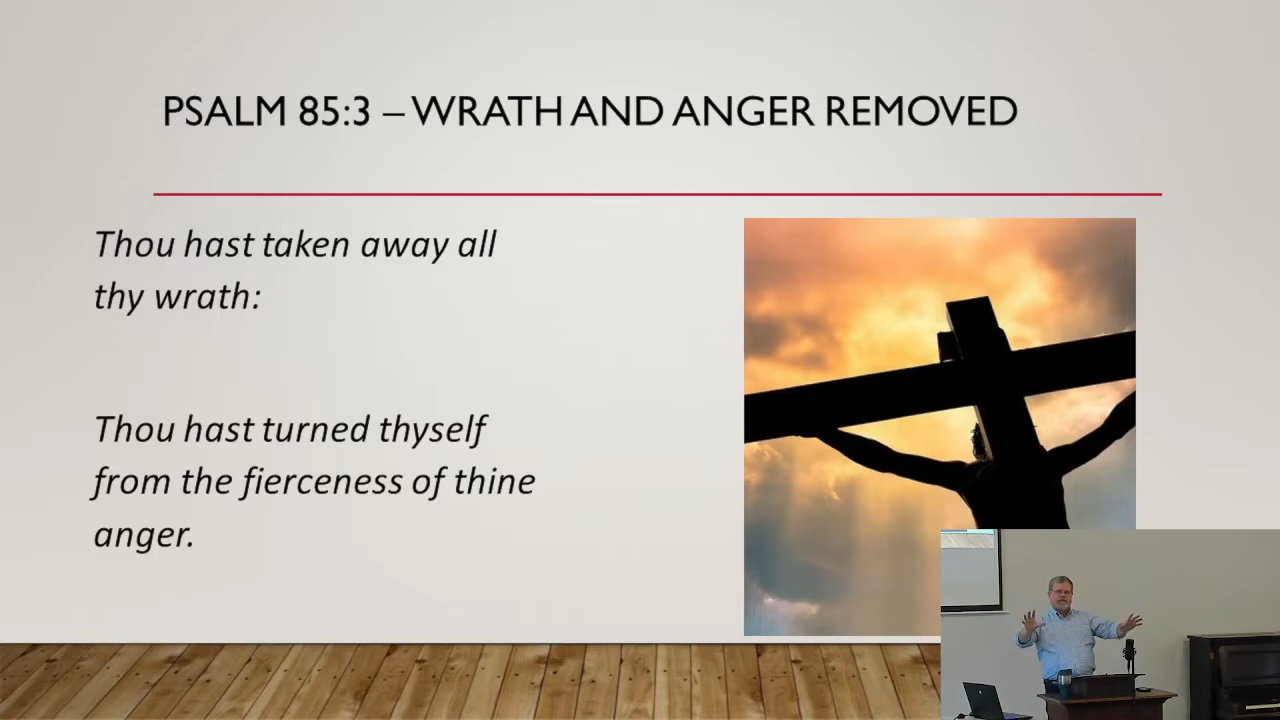 PSALM 85:3 – WRATH AND ANGER REMOVED
Thou hast taken away all
thy wrath:
Thou hast turned thyself
from the fierceness of thine
anger.